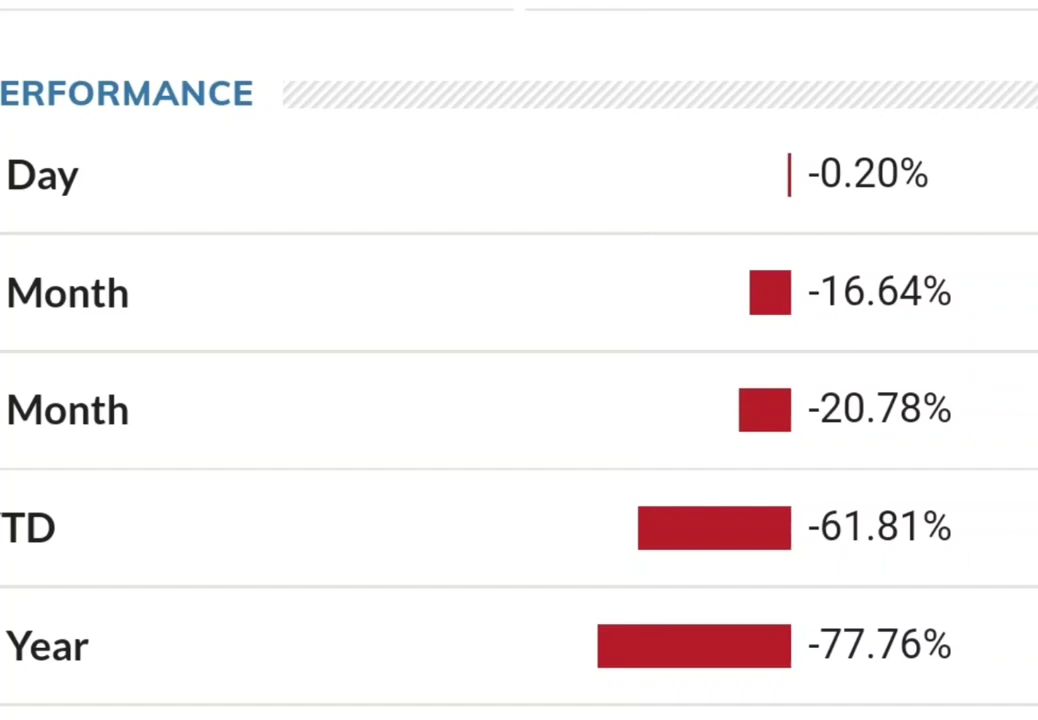 ERFORMANCE
Day -0.20%
Month -16.64%
Month -20.78%
TD -61.81%
Year -77.76%